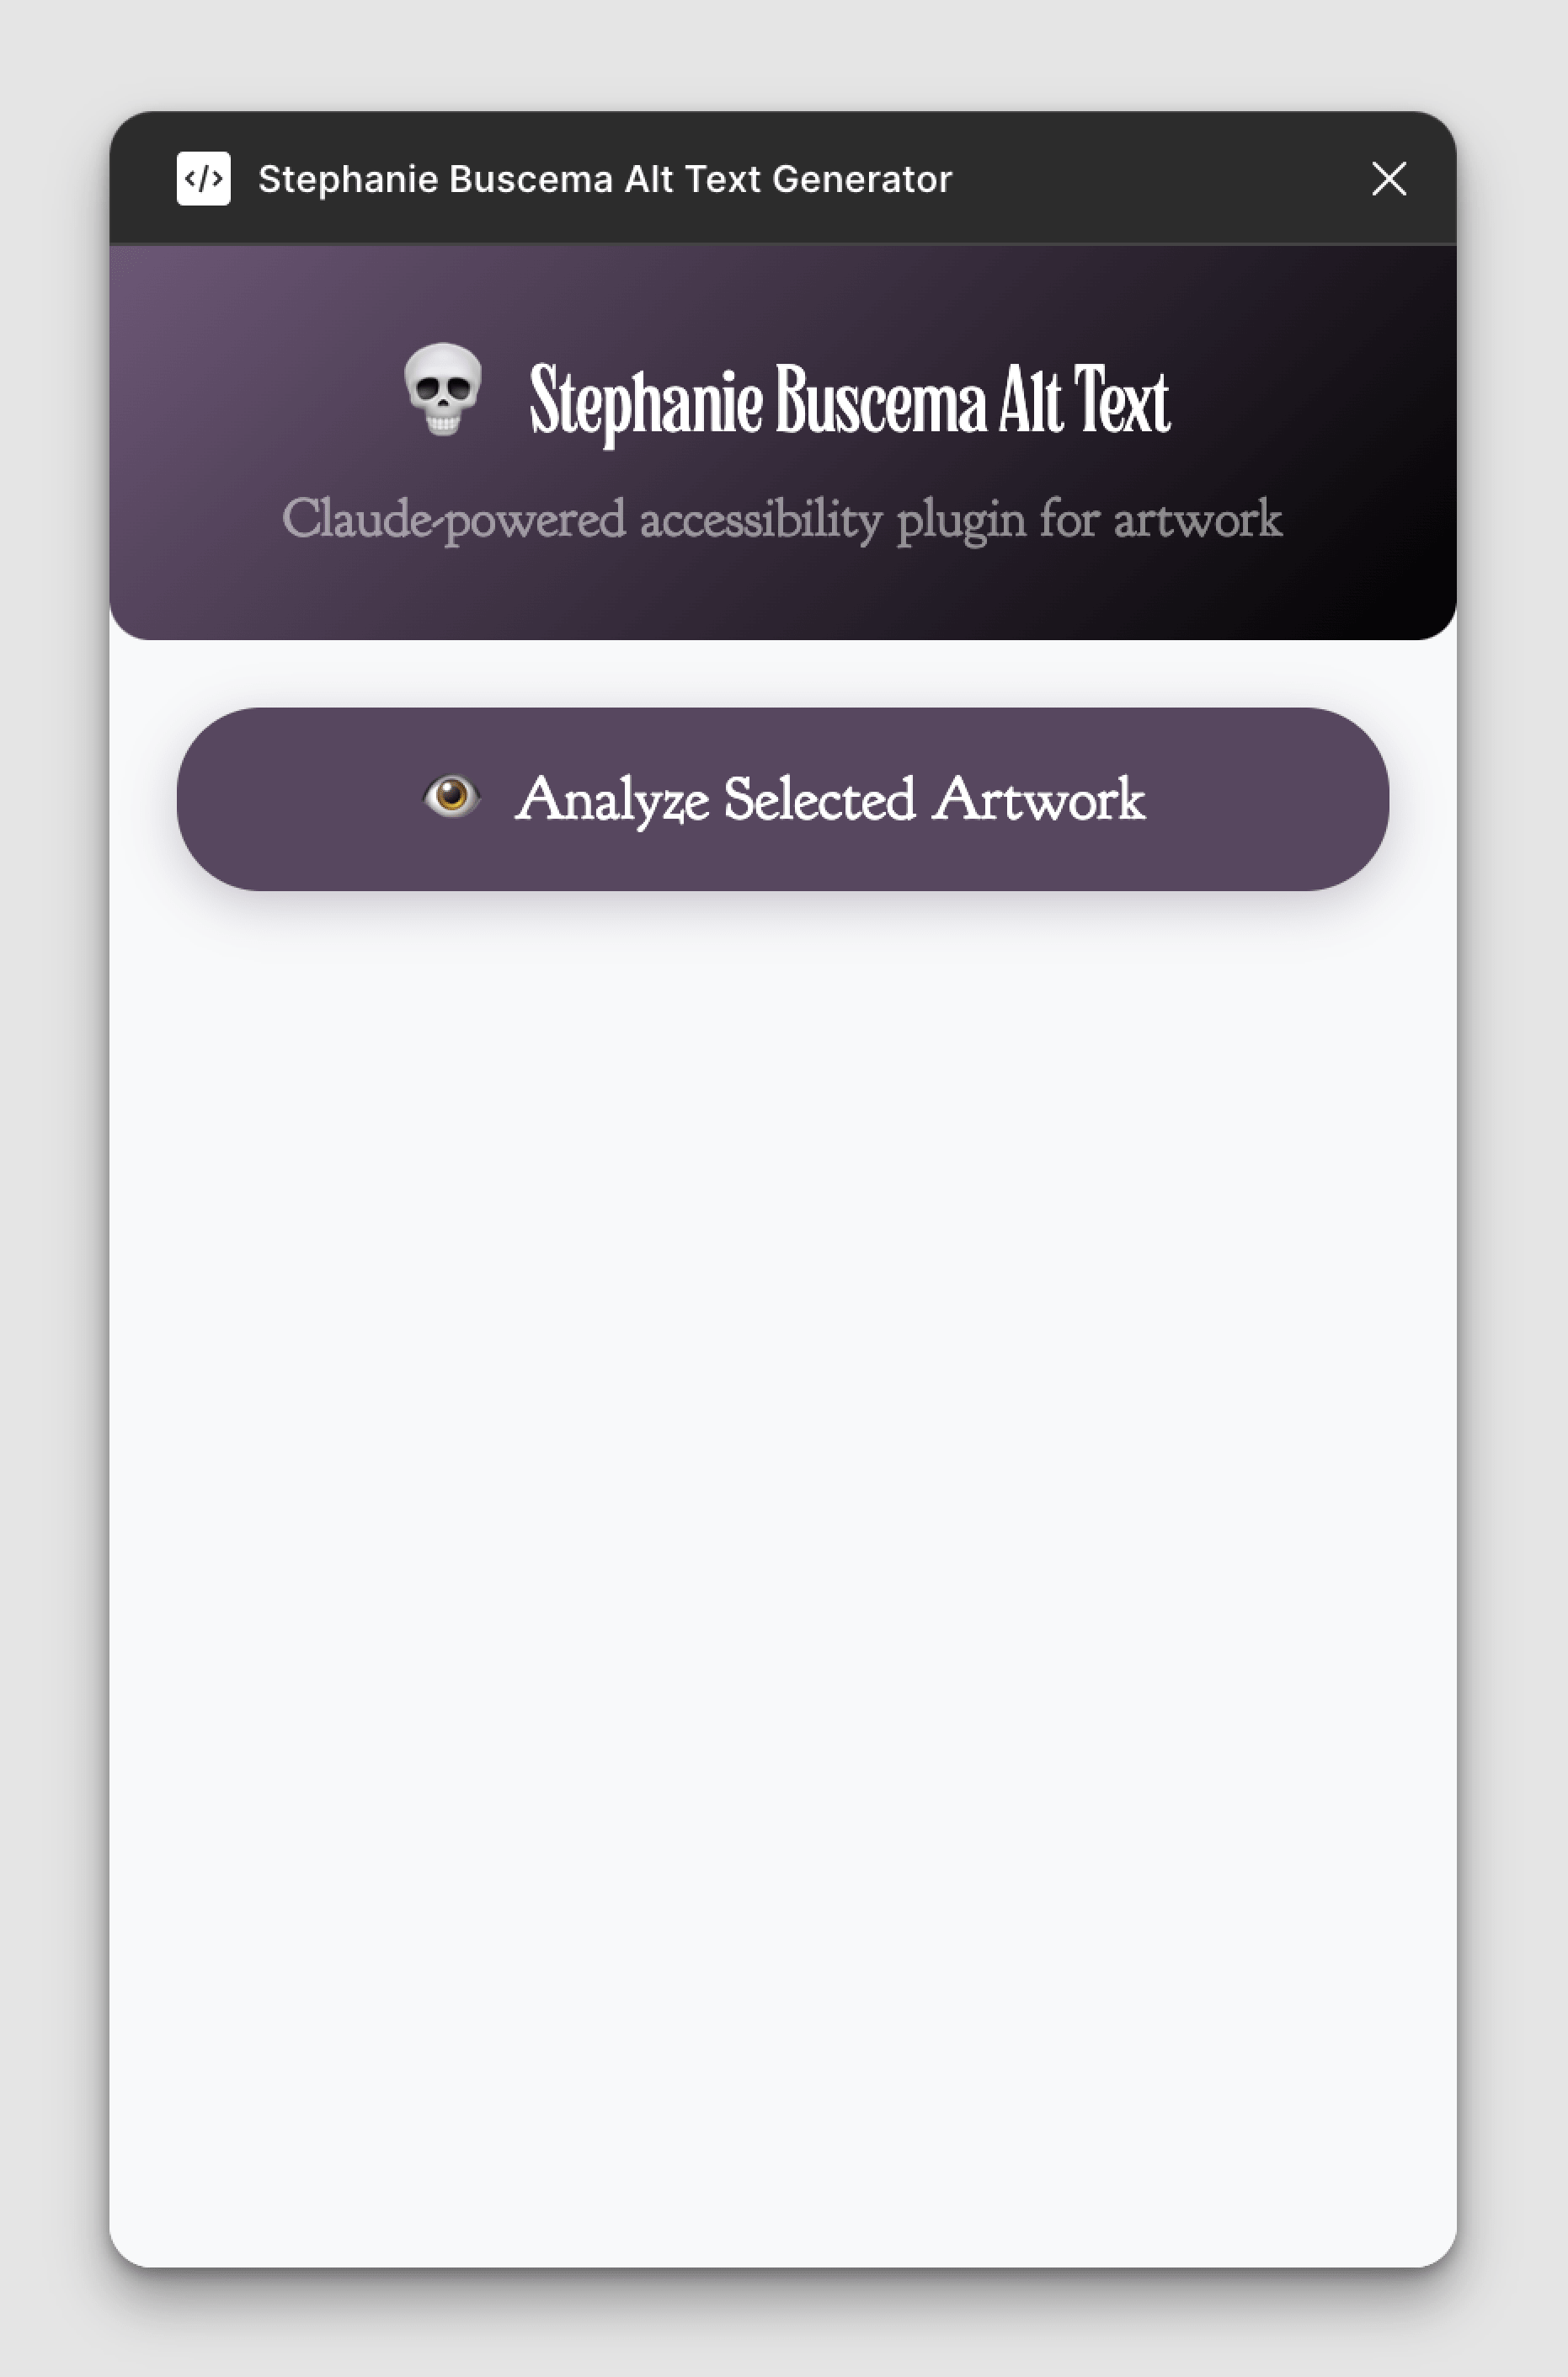 </> Stephanie Buscema Alt Text Generator
Stephanie Buscema Alt Text
Claude-powered accessibility plugin for artwork
Analyze Selected Artwork